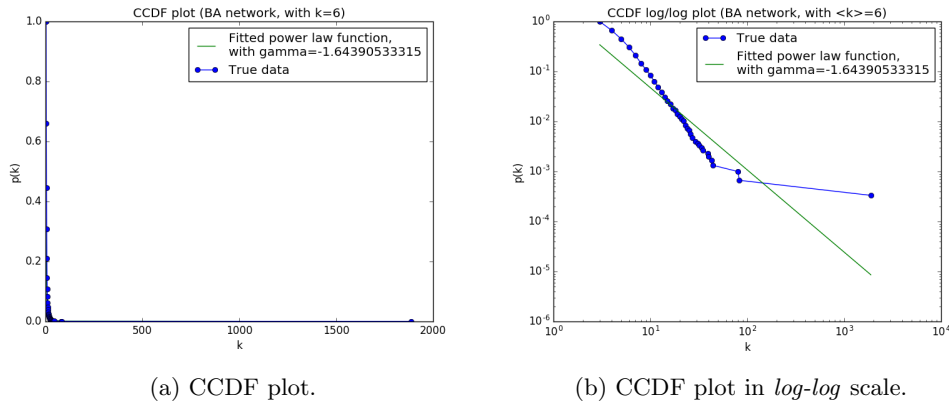 CCDF plot (BA network, with k=6)
Fitted power law function,
with gamma=-1.64390533315
True data
p(k)
1.0
0.8
0.6
0.4
0.2
0.0
0
500
1000
1500
2000
k
(a) CCDF plot.
CCDF log/log plot (BA network, with <k>=6)
True data
Fitted power law function,
with gamma=-1.64390533315
p(k)
10^0
10^-1
10^-2
10^-3
10^-4
10^-5
10^-6
10^0
10^1
10^2
10^3
10^4
k
(b) CCDF plot in log-log scale.